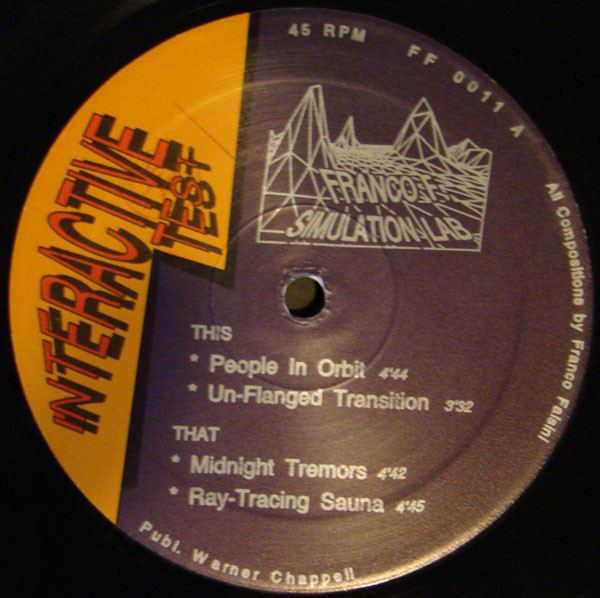 45 RPM FF 0011 A
INTERACTIVE
TEST
FRANCO F.
SIMULATION LAB.
THIS
* People In Orbit 4'44
* Un-Flanged Transition 3'32
THAT
* Midnight Tremors 4'42
* Ray-Tracing Sauna 4'45
All Compositions by Franco Falsini
Publ. Warner Chappell